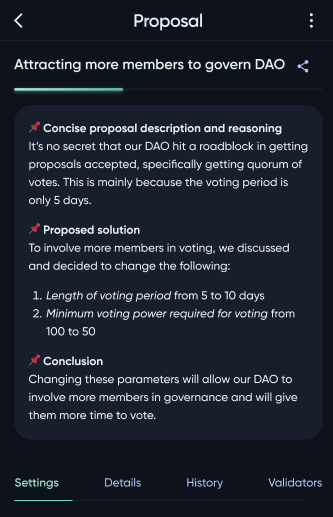 Proposal
Attracting more members to govern DAO
📌 Concise proposal description and reasoning
It's no secret that our DAO hit a roadblock in getting
proposals accepted, specifically getting quorum of
votes. This is mainly because the voting period is
only 5 days.
📌 Proposed solution
To involve more members in voting, we discussed
and decided to change the following:
1. Length of voting period from 5 to 10 days
2. Minimum voting power required for voting from
100 to 50
📌 Conclusion
Changing these parameters will allow our DAO to
involve more members in governance and will give
them more time to vote.
Settings Details History Validators